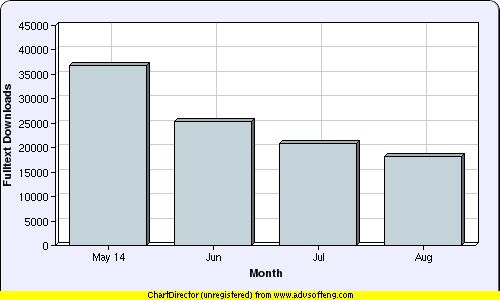 45000
40000
35000
30000
25000
20000
15000
10000
5000
0
Fulltext Downloads
May 14 Jun Jul Aug
Month
ChartDirector (unregistered) from www.advsofteng.com